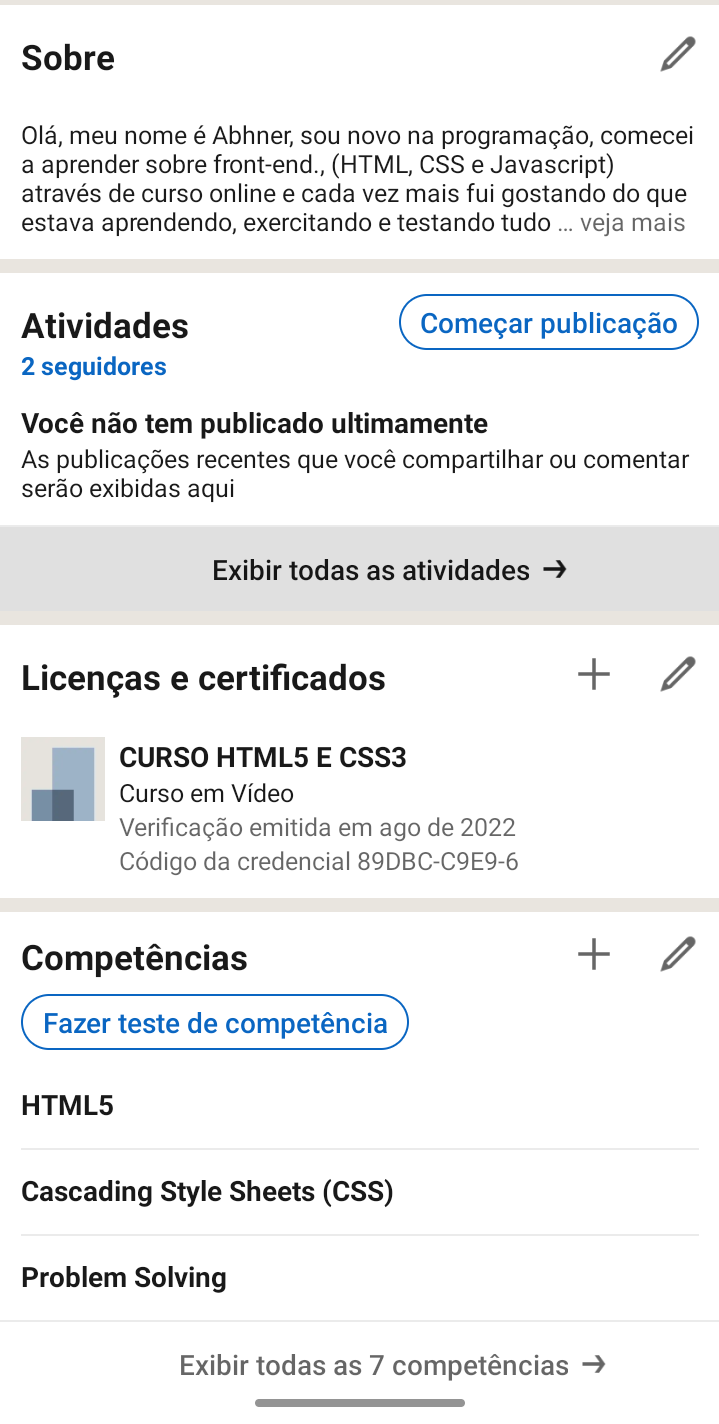 Sobre
Olá, meu nome é Abhner, sou novo na programação, comecei
a aprender sobre front-end., (HTML, CSS e Javascript)
através de curso online e cada vez mais fui gostando do que
estava aprendendo, exercitando e testando tudo ... veja mais
Atividades
Começar publicação
2 seguidores
Você não tem publicado ultimamente
As publicações recentes que você compartilhar ou comentar
serão exibidas aqui
Exibir todas as atividades →
Licenças e certificados
CURSO HTML5 E CSS3
Curso em Vídeo
Verificação emitida em ago de 2022
Código da credencial 89DBC-C9E9-6
Competências
Fazer teste de competência
HTML5
Cascading Style Sheets (CSS)
Problem Solving
Exibir todas as 7 competências →